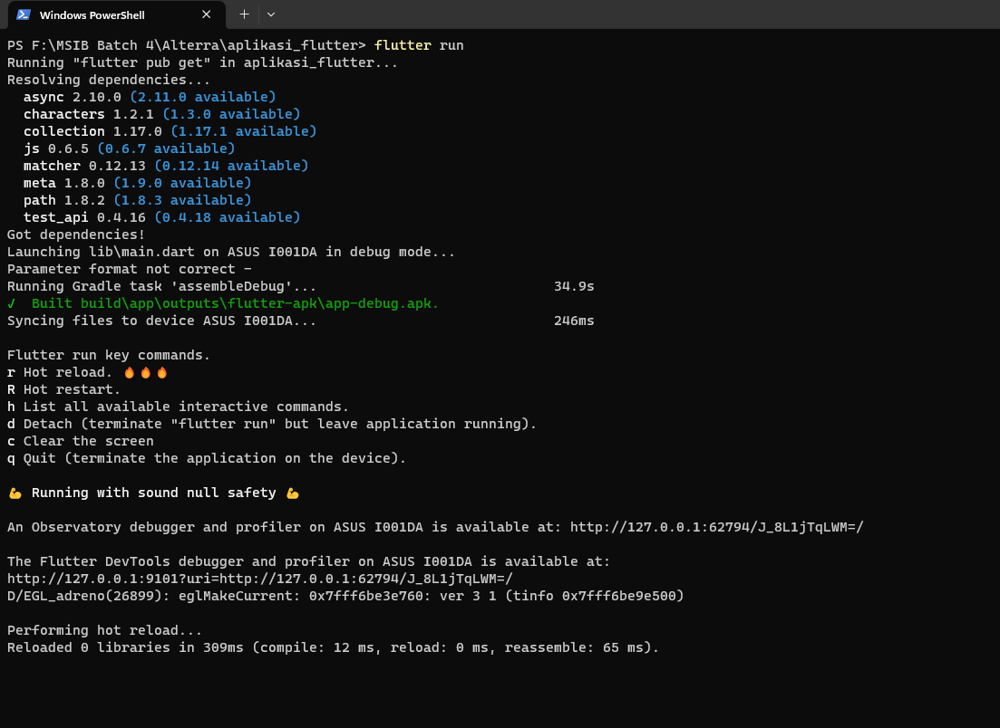 Windows PowerShell
PS F:\MSIB Batch 4\Alterra\aplikasi_flutter> flutter run
Running "flutter pub get" in aplikasi_flutter...
Resolving dependencies...
  async 2.10.0 (2.11.0 available)
  characters 1.2.1 (1.3.0 available)
  collection 1.17.0 (1.17.1 available)
  js 0.6.5 (0.6.7 available)
  matcher 0.12.13 (0.12.14 available)
  meta 1.8.0 (1.9.0 available)
  path 1.8.2 (1.8.3 available)
  test_api 0.4.16 (0.4.18 available)
Got dependencies!
Launching lib\main.dart on ASUS I001DA in debug mode...
Parameter format not correct -
Running Gradle task 'assembleDebug'... 34.9s
√ Built build\app\outputs\flutter-apk\app-debug.apk.
Syncing files to device ASUS I001DA... 246ms
Flutter run key commands.
r Hot reload. 🔥🔥🔥
R Hot restart.
h List all available interactive commands.
d Detach (terminate "flutter run" but leave application running).
c Clear the screen
q Quit (terminate the application on the device).
💪 Running with sound null safety 💪
An Observatory debugger and profiler on ASUS I001DA is available at: http://127.0.0.1:62794/J_8L1jTqLWM=/
The Flutter DevTools debugger and profiler on ASUS I001DA is available at:
http://127.0.0.1:9101?uri=http://127.0.0.1:62794/J_8L1jTqLWM=/
D/EGL_adreno(26899): eglMakeCurrent: 0x7fff6be3e760: ver 3 1 (tinfo 0x7fff6be9e500)
Performing hot reload...
Reloaded 0 libraries in 309ms (compile: 12 ms, reload: 0 ms, reassemble: 65 ms).